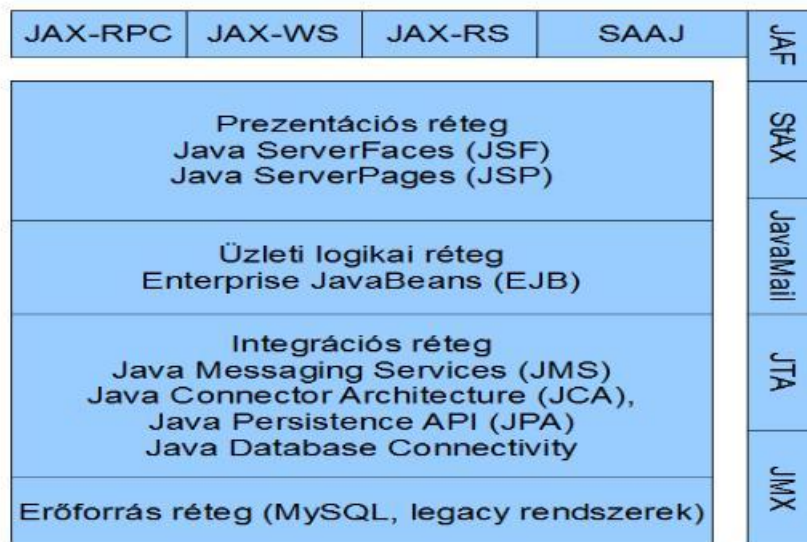 JAX-RPC JAX-WS JAX-RS SAAJ JAF
Prezentációs réteg
Java ServerFaces (JSF)
Java ServerPages (JSP)
Üzleti logikai réteg
Enterprise JavaBeans (EJB)
Integrációs réteg
Java Messaging Services (JMS)
Java Connector Architecture (JCA),
Java Persistence API (JPA)
Java Database Connectivity
Erőforrás réteg (MySQL, legacy rendszerek)
StAX
JavaMail
JTA
JMX